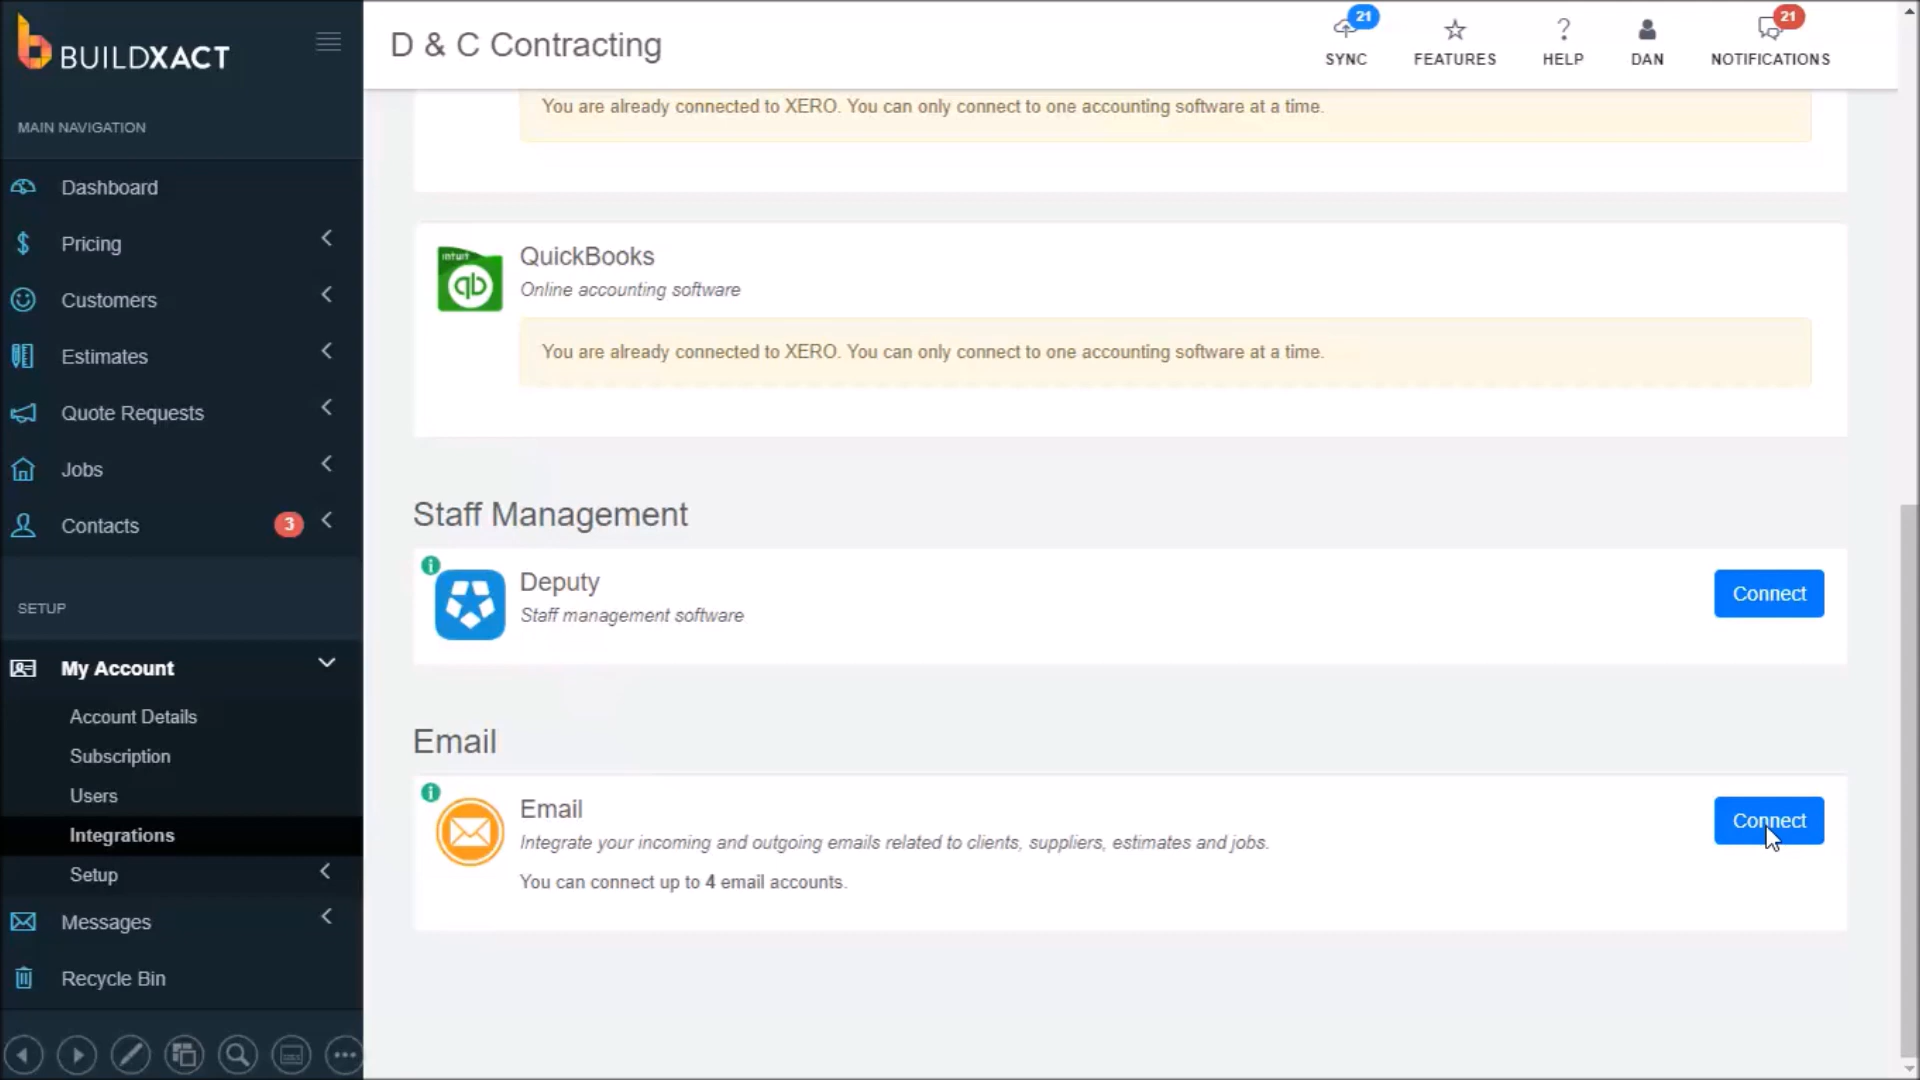 BUILDXACT
D & C Contracting
21
SYNC
FEATURES
?
HELP
DAN
21
NOTIFICATIONS
MAIN NAVIGATION
Dashboard
Pricing
Customers
Estimates
Quote Requests
Jobs
Contacts 3
SETUP
My Account
Account Details
Subscription
Users
Integrations
Setup
Messages
Recycle Bin
You are already connected to XERO. You can only connect to one accounting software at a time.
intuit
qb
QuickBooks
Online accounting software
You are already connected to XERO. You can only connect to one accounting software at a time.
Staff Management
Deputy
Staff management software
Connect
Email
Email
Integrate your incoming and outgoing emails related to clients, suppliers, estimates and jobs.
You can connect up to 4 email accounts.
Connect